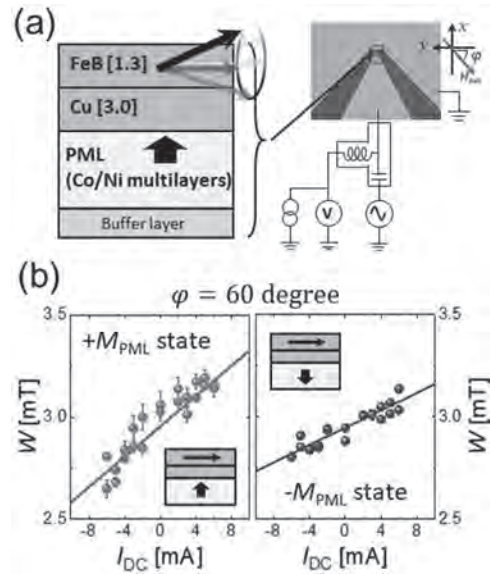 (a)
FeB [1.3]
Cu [3.0]
PML
(Co/Ni multilayers)
Buffer layer
x
y
φ
V
(b)
φ = 60 degree
+M_PML state
-M_PML state
W [mT]
3.5
3.0
2.5
-8 -4 0 4 8
I_DC [mA]
-8 -4 0 4 8
I_DC [mA]
3.5
3.0
2.5
W [mT]